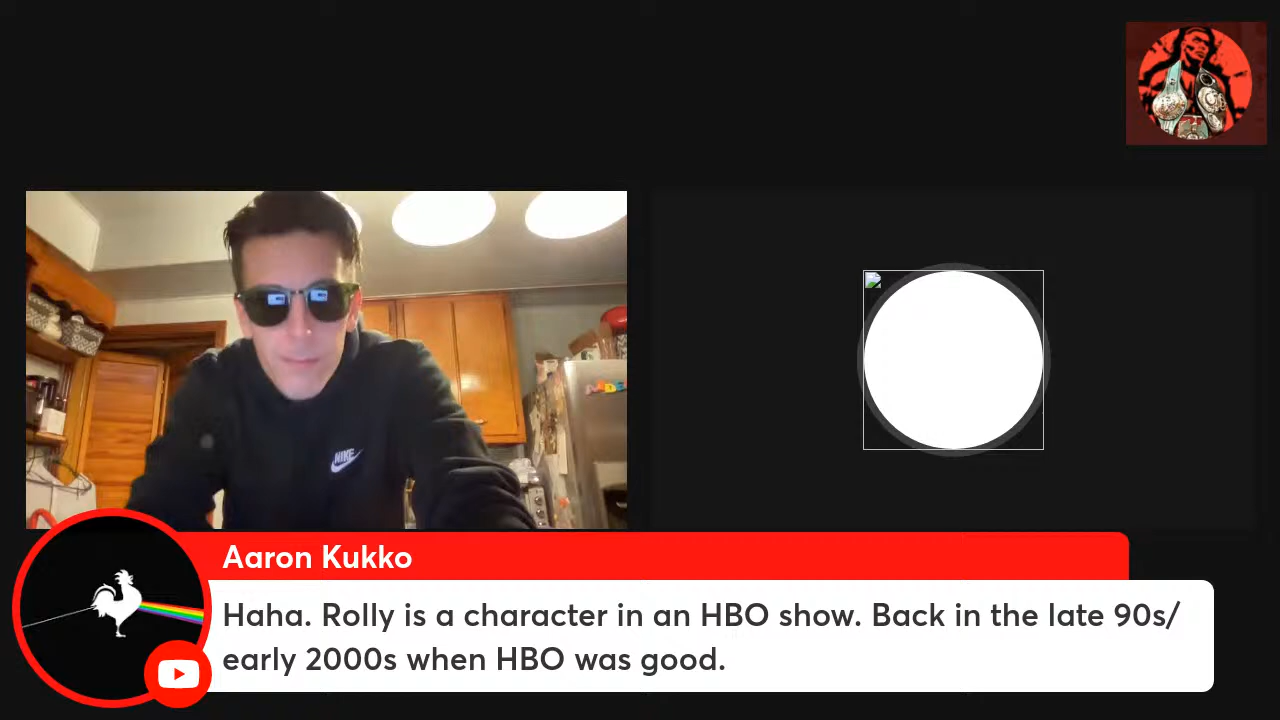 NIKE
Aaron Kukko
Haha. Rolly is a character in an HBO show. Back in the late 90s/
early 2000s when HBO was good.